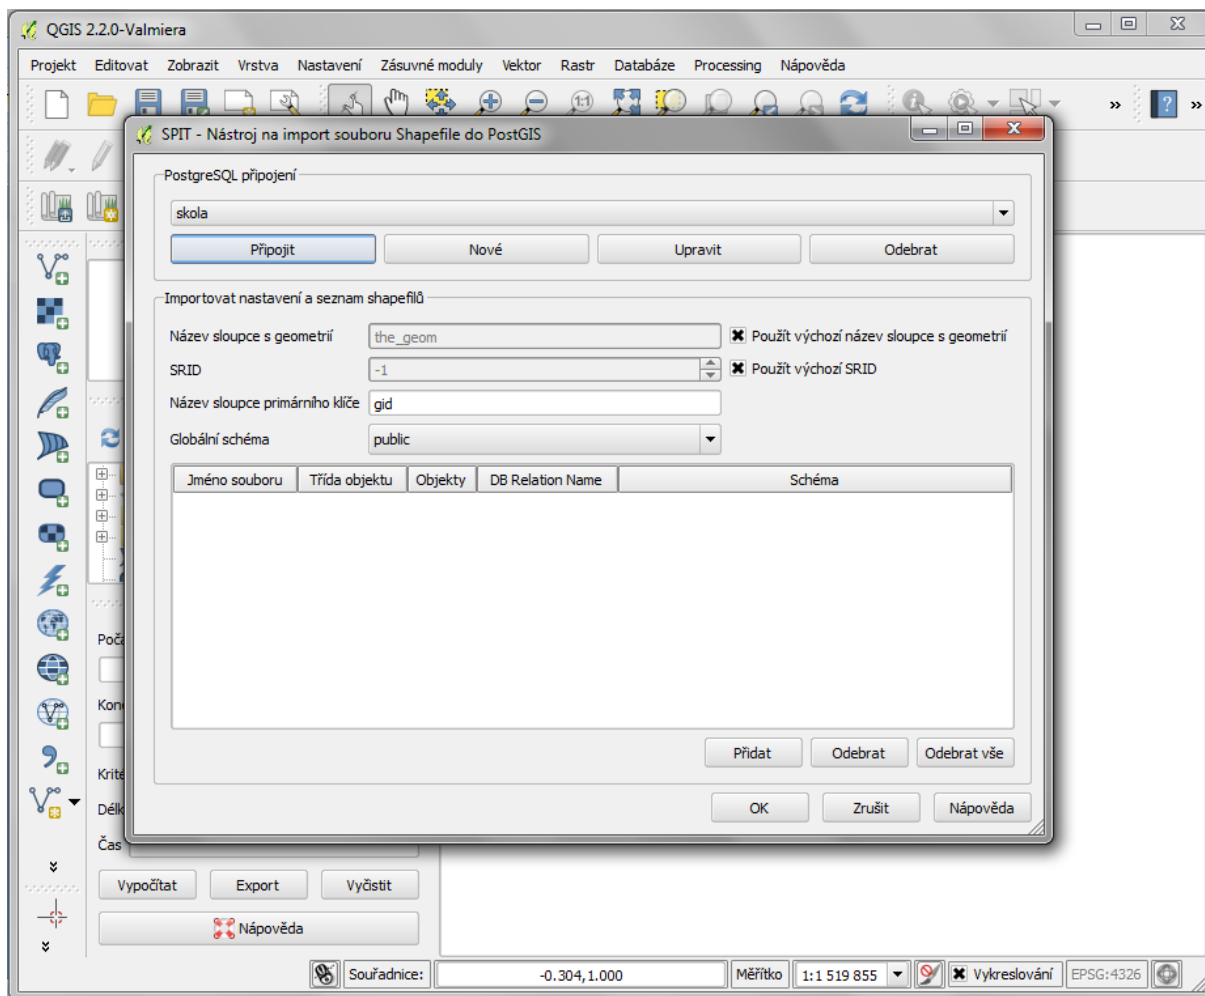 QGIS 2.2.0-Valmiera
Projekt Editovat Zobrazit Vrstva Nastavení Zásuvné moduly Vektor Rastr Databáze Processing Nápověda
SPIT - Nástroj na import souboru Shapefile do PostGIS
PostgreSQL připojení
skola
Připojit Nové Upravit Odebrat
Importovat nastavení a seznam shapefilů
Název sloupce s geometrií the_geom Použít výchozí název sloupce s geometrií
SRID -1 Použít výchozí SRID
Název sloupce primárního klíče gid
Globální schéma public
Jméno souboru Třída objektu Objekty DB Relation Name Schéma
Přidat Odebrat Odebrat vše
OK Zrušit Nápověda
Čas
Vypočítat Export Vyčistit
Nápověda
Souřadnice: -0.304,1.000 Měřítko 1:1 519 855 Vykreslování EPSG:4326